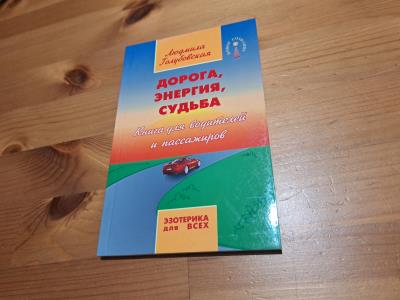 Людмила
Голубовская
ДОРОГА,
ЭНЕРГИЯ,
СУДЬБА
Книга для водителей
и пассажиров
ЭЗОТЕРИКА
для ВСЕХ